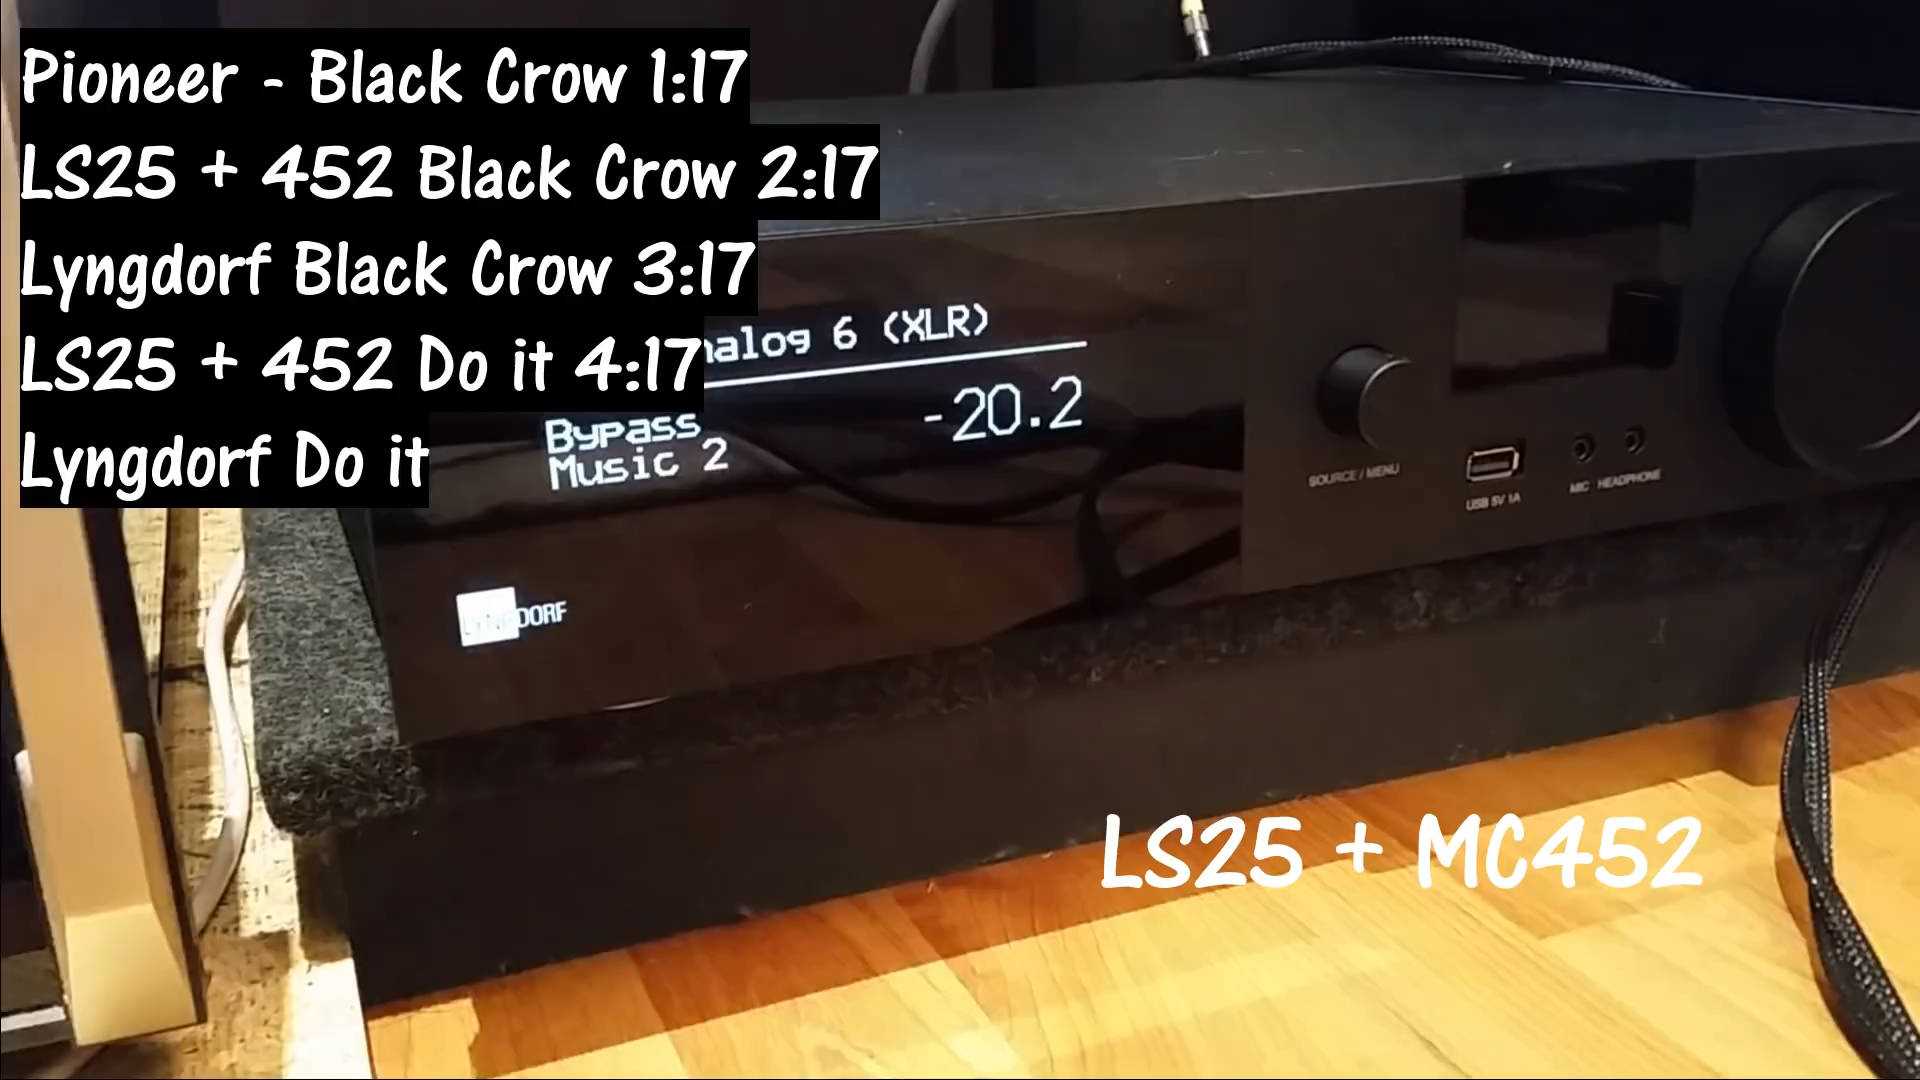 Pioneer - Black Crow 1:17
LS25 + 452 Black Crow 2:17
Lyngdorf Black Crow 3:17
LS25 + 452 Do it 4:17
Lyngdorf Do it
nalog 6 (XLR)
-20.2
Bypass
Music 2
SOURCE / MENU
USB 5V 1A
MIC HEADPHONE
LYNGDORF
LS25 + MC452